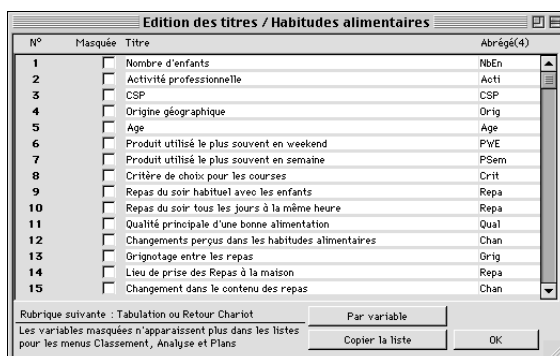 Edition des titres / Habitudes alimentaires
N° Masquée Titre Abrégé(4)
1 Nombre d'enfants NbEn
2 Activité professionnelle Acti
3 CSP CSP
4 Origine géographique Orig
5 Age Age
6 Produit utilisé le plus souvent en weekend PWE
7 Produit utilisé le plus souvent en semaine PSem
8 Critère de choix pour les courses Crit
9 Repas du soir habituel avec les enfants Repa
10 Repas du soir tous les jours à la même heure Repa
11 Qualité principale d'une bonne alimentation Qual
12 Changements perçus dans les habitudes alimentaires Chan
13 Grignotage entre les repas Grig
14 Lieu de prise des Repas à la maison Repa
15 Changement dans le contenu des repas Chan
Rubrique suivante : Tabulation ou Retour Chariot
Les variables masquées n'apparaissent plus dans les listes
pour les menus Classement, Analyse et Plans
Par variable
Copier la liste
OK